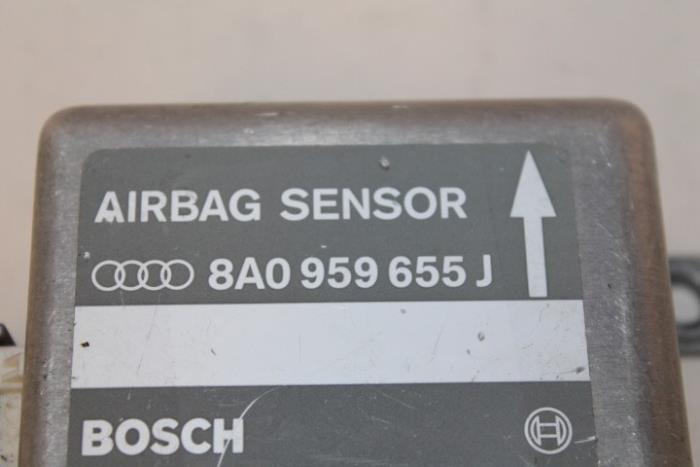 AIRBAG SENSOR
8A0 959 655 J
BOSCH